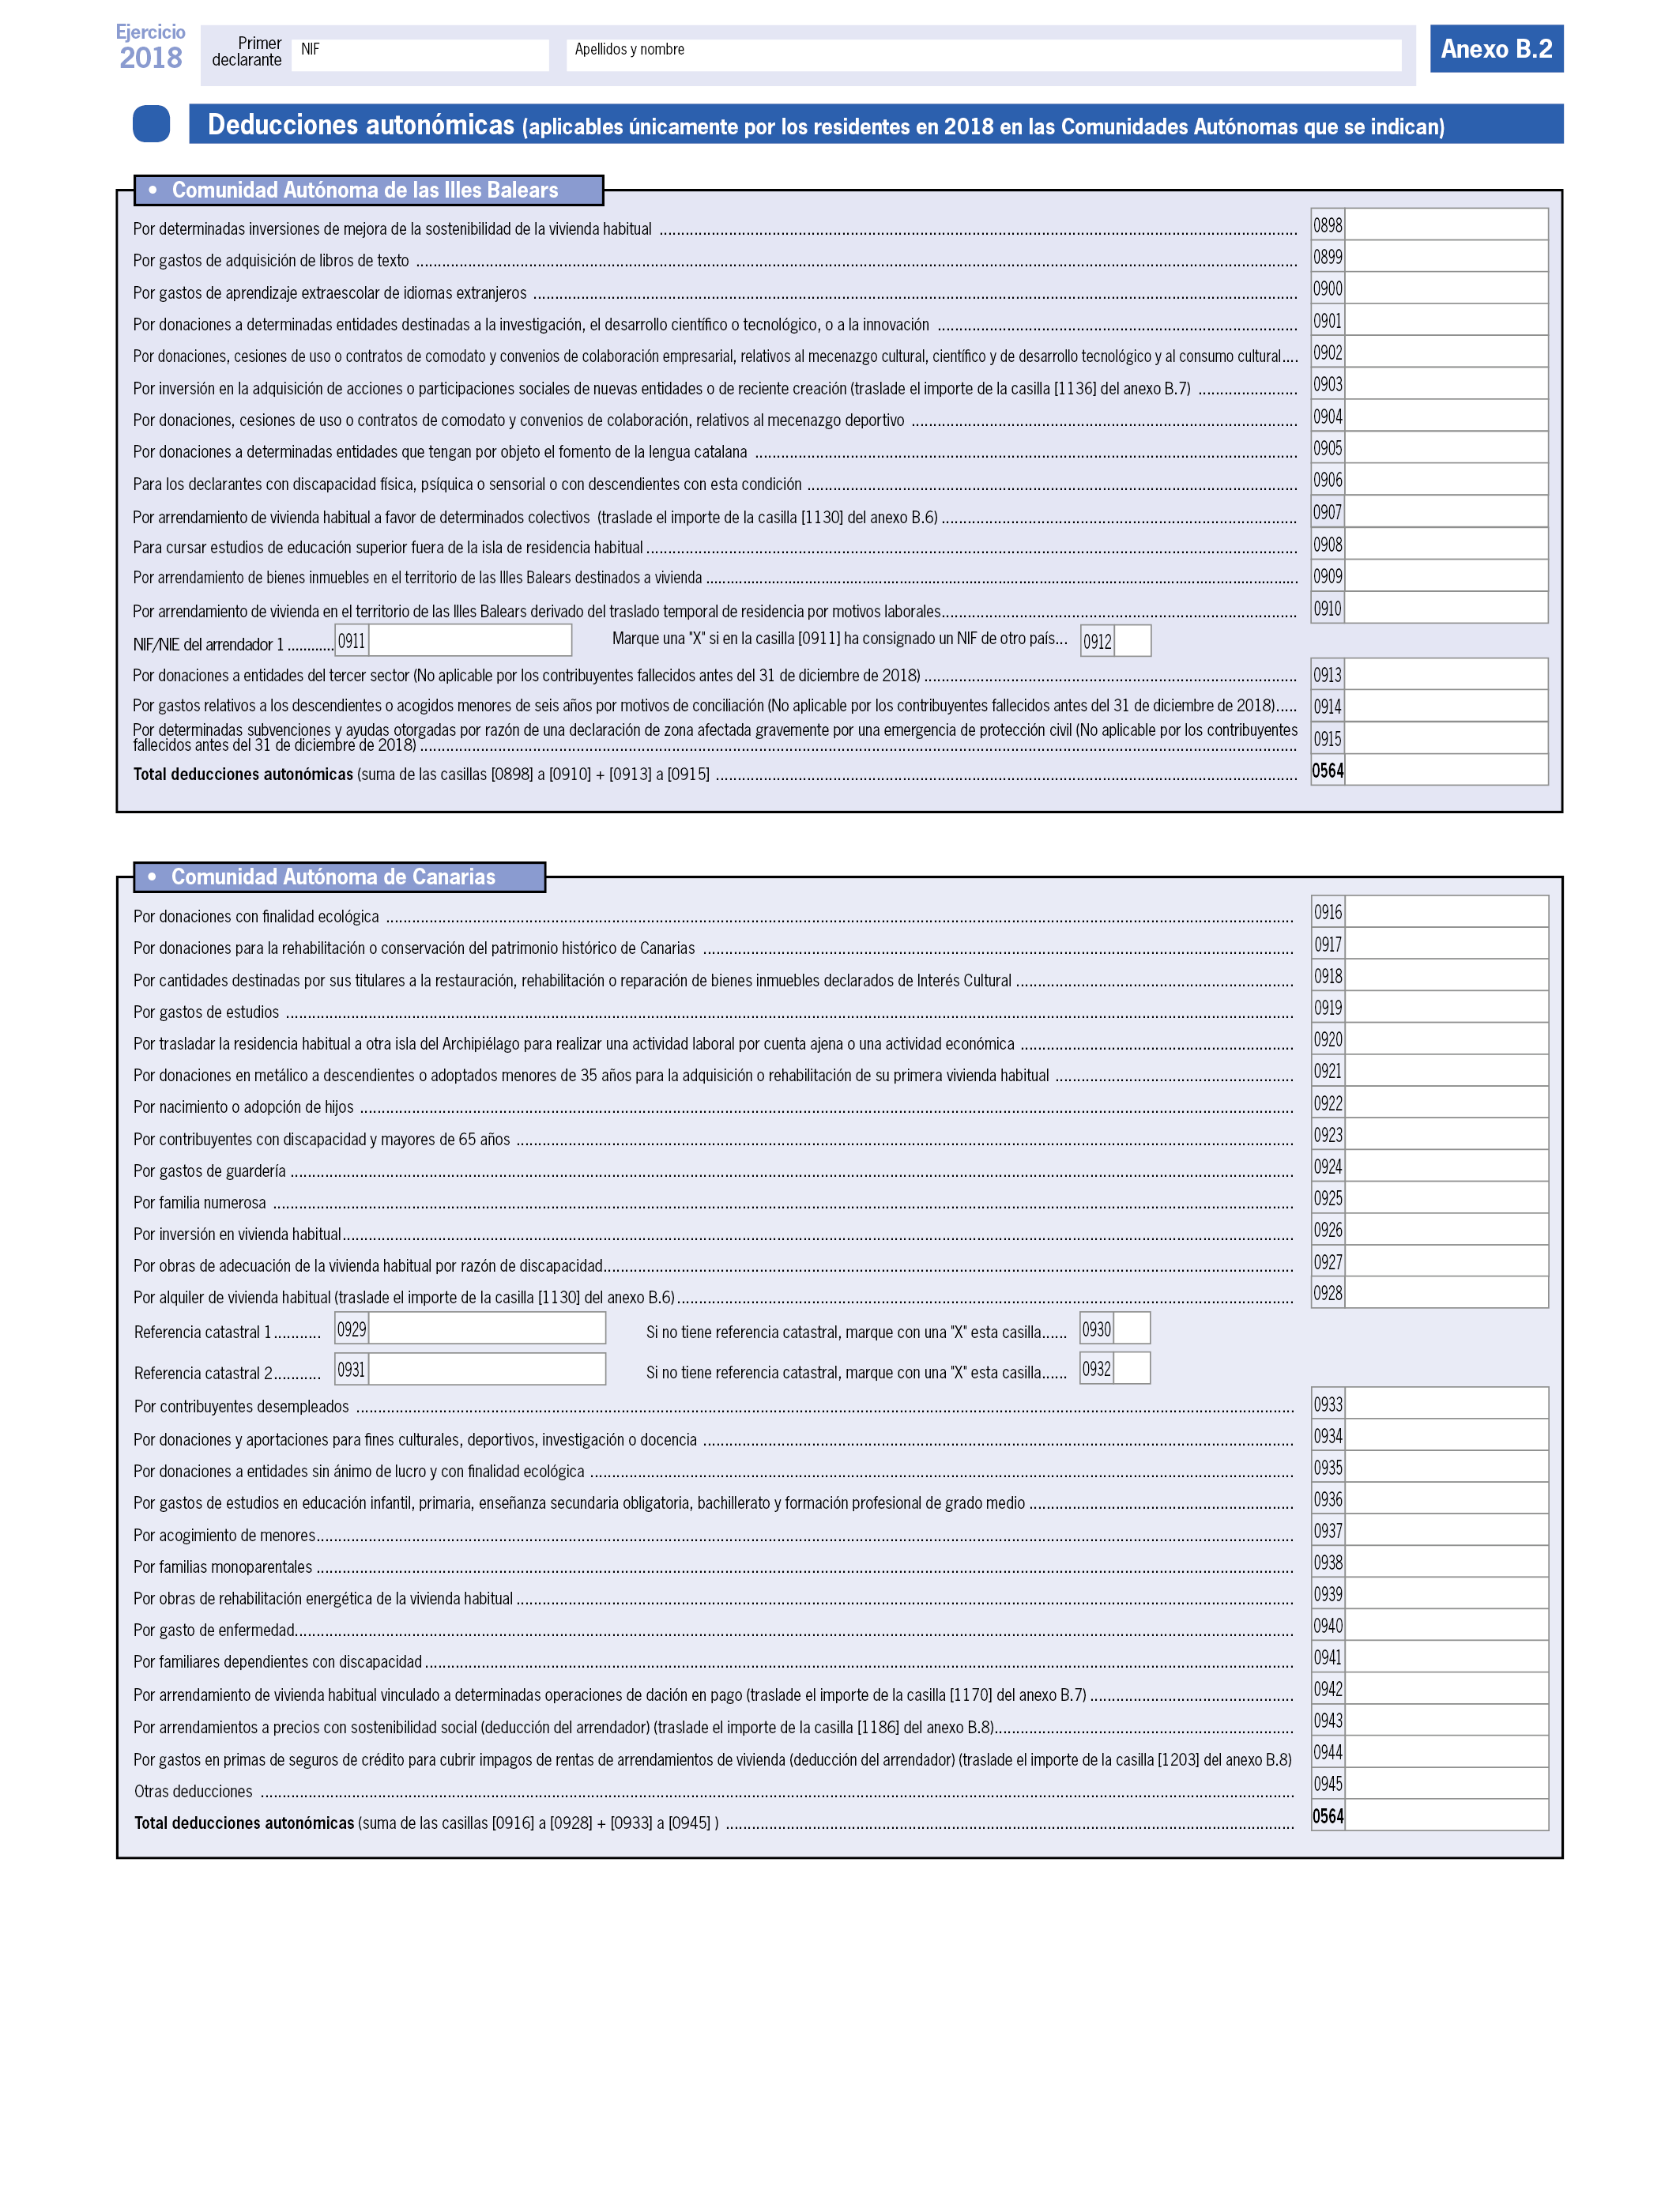 Ejercicio
2018
Primer
declarante
NIF
Apellidos y nombre
Anexo B.2
Deducciones autonómicas (aplicables únicamente por los residentes en 2018 en las Comunidades Autónomas que se indican)
• Comunidad Autónoma de las Illes Balears
Por determinadas inversiones de mejora de la sostenibilidad de la vivienda habitual 0898
Por gastos de adquisición de libros de texto 0899
Por gastos de aprendizaje extraescolar de idiomas extranjeros 0900
Por donaciones a determinadas entidades destinadas a la investigación, el desarrollo científico o tecnológico, o a la innovación 0901
Por donaciones, cesiones de uso o contratos de comodato y convenios de colaboración empresarial, relativos al mecenazgo cultural, científico y de desarrollo tecnológico y al consumo cultural.... 0902
Por inversión en la adquisición de acciones o participaciones sociales de nuevas entidades o de reciente creación (traslade el importe de la casilla [1136] del anexo B.7) 0903
Por donaciones, cesiones de uso o contratos de comodato y convenios de colaboración, relativos al mecenazgo deportivo 0904
Por donaciones a determinadas entidades que tengan por objeto el fomento de la lengua catalana 0905
Para los declarantes con discapacidad física, psíquica o sensorial o con descendientes con esta condición 0906
Por arrendamiento de vivienda habitual a favor de determinados colectivos (traslade el importe de la casilla [1130] del anexo B.6) 0907
Para cursar estudios de educación superior fuera de la isla de residencia habitual 0908
Por arrendamiento de bienes inmuebles en el territorio de las Illes Balears destinados a vivienda 0909
Por arrendamiento de vivienda en el territorio de las Illes Balears derivado del traslado temporal de residencia por motivos laborales 0910
NIF/NIE del arrendador 1 ............ 0911 Marque una "X" si en la casilla [0911] ha consignado un NIF de otro país... 0912
Por donaciones a entidades del tercer sector (No aplicable por los contribuyentes fallecidos antes del 31 de diciembre de 2018) 0913
Por gastos relativos a los descendientes o acogidos menores de seis años por motivos de conciliación (No aplicable por los contribuyentes fallecidos antes del 31 de diciembre de 2018)..... 0914
Por determinadas subvenciones y ayudas otorgadas por razón de una declaración de zona afectada gravemente por una emergencia de protección civil (No aplicable por los contribuyentes
fallecidos antes del 31 de diciembre de 2018) 0915
Total deducciones autonómicas (suma de las casillas [0898] a [0910] + [0913] a [0915] 0564
• Comunidad Autónoma de Canarias
Por donaciones con finalidad ecológica 0916
Por donaciones para la rehabilitación o conservación del patrimonio histórico de Canarias 0917
Por cantidades destinadas por sus titulares a la restauración, rehabilitación o reparación de bienes inmuebles declarados de Interés Cultural 0918
Por gastos de estudios 0919
Por trasladar la residencia habitual a otra isla del Archipiélago para realizar una actividad laboral por cuenta ajena o una actividad económica 0920
Por donaciones en metálico a descendientes o adoptados menores de 35 años para la adquisición o rehabilitación de su primera vivienda habitual 0921
Por nacimiento o adopción de hijos 0922
Por contribuyentes con discapacidad y mayores de 65 años 0923
Por gastos de guardería 0924
Por familia numerosa 0925
Por inversión en vivienda habitual 0926
Por obras de adecuación de la vivienda habitual por razón de discapacidad 0927
Por alquiler de vivienda habitual (traslade el importe de la casilla [1130] del anexo B.6) 0928
Referencia catastral 1........... 0929 Si no tiene referencia catastral, marque con una "X" esta casilla...... 0930
Referencia catastral 2........... 0931 Si no tiene referencia catastral, marque con una "X" esta casilla...... 0932
Por contribuyentes desempleados 0933
Por donaciones y aportaciones para fines culturales, deportivos, investigación o docencia 0934
Por donaciones a entidades sin ánimo de lucro y con finalidad ecológica 0935
Por gastos de estudios en educación infantil, primaria, enseñanza secundaria obligatoria, bachillerato y formación profesional de grado medio 0936
Por acogimiento de menores 0937
Por familias monoparentales 0938
Por obras de rehabilitación energética de la vivienda habitual 0939
Por gasto de enfermedad 0940
Por familiares dependientes con discapacidad 0941
Por arrendamiento de vivienda habitual vinculado a determinadas operaciones de dación en pago (traslade el importe de la casilla [1170] del anexo B.7) 0942
Por arrendamientos a precios con sostenibilidad social (deducción del arrendador) (traslade el importe de la casilla [1186] del anexo B.8) 0943
Por gastos en primas de seguros de crédito para cubrir impagos de rentas de arrendamientos de vivienda (deducción del arrendador) (traslade el importe de la casilla [1203] del anexo B.8) 0944
Otras deducciones 0945
Total deducciones autonómicas (suma de las casillas [0916] a [0928] + [0933] a [0945] ) 0564